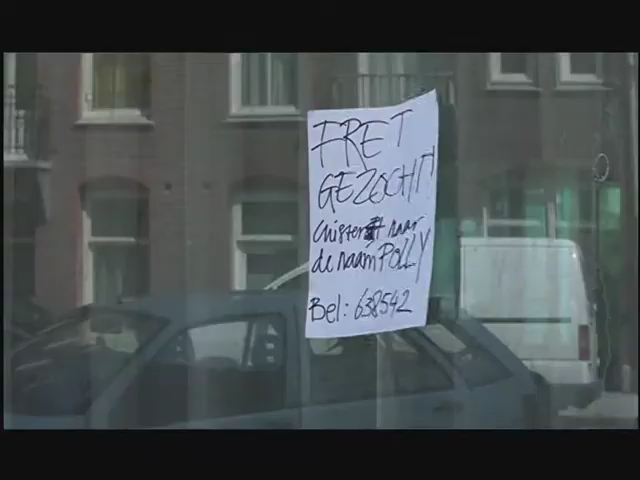 FRET
GEZOCHT!
luistert naar
de naam POLLY
Bel: 638542